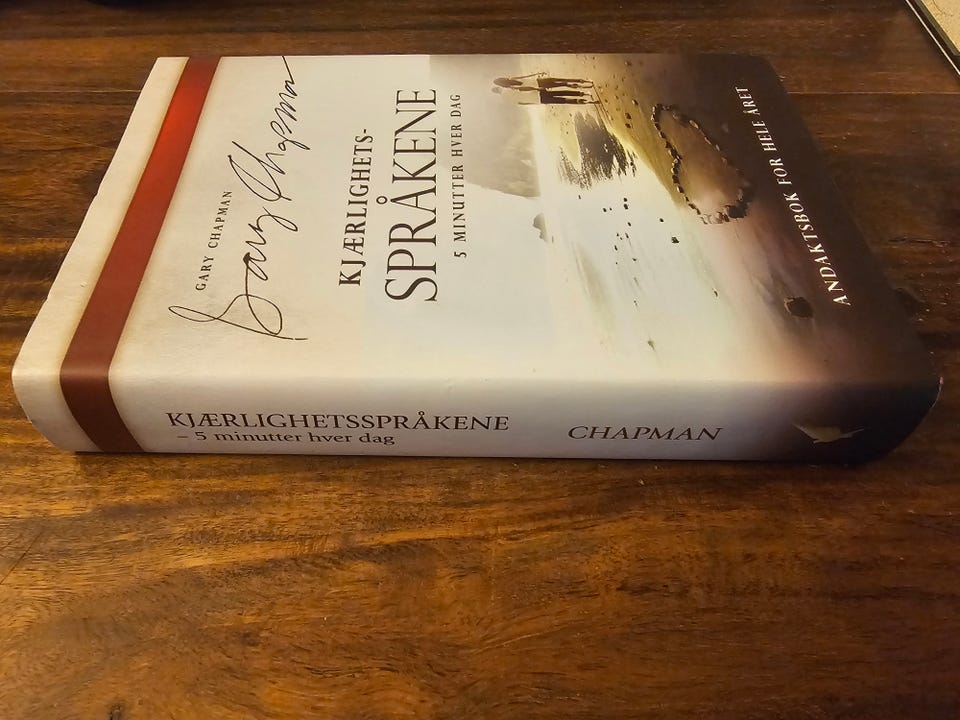 GARY CHAPMAN
Gary Chapman
KJÆRLIGHETS-
SPRÅKENE
5 MINUTTER HVER DAG
ANDAKTSBOK FOR HELE ÅRET
KJÆRLIGHETSSPRÅKENE
– 5 minutter hver dag
CHAPMAN